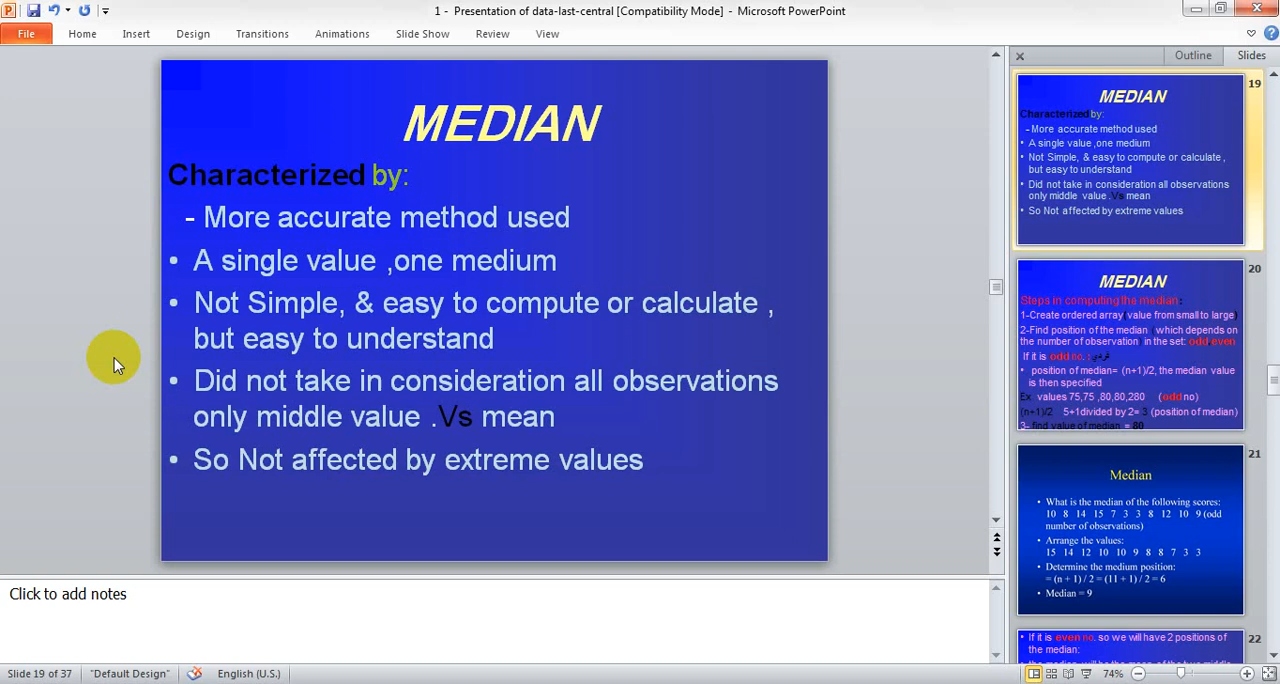 1 - Presentation of data-last-central [Compatibility Mode] - Microsoft PowerPoint
File Home Insert Design Transitions Animations Slide Show Review View
MEDIAN
Characterized by:
- More accurate method used
• A single value ,one medium
• Not Simple, & easy to compute or calculate ,
but easy to understand
• Did not take in consideration all observations
only middle value .Vs mean
• So Not affected by extreme values
Click to add notes
Outline Slides
19
MEDIAN
Characterized by:
- More accurate method used
• A single value ,one medium
• Not Simple, & easy to compute or calculate ,
but easy to understand
• Did not take in consideration all observations
only middle value .Vs mean
• So Not affected by extreme values
20
MEDIAN
Steps in computing the median :
1-Create ordered array(value from small to large)
2-Find position of the median ( which depends on
the number of observation) in the set: odd,even
If it is odd no. : فردي
• position of median= (n+1)/2, the median value
is then specified
Ex. values 75,75 ,80,80,280 (odd no)
(n+1)/2 5+1divided by 2= 3 (position of median)
3- find value of median = 80
21
Median
• What is the median of the following scores:
10 8 14 15 7 3 3 8 12 10 9 (odd
number of observations)
• Arrange the values:
15 14 12 10 10 9 8 8 7 3 3
• Determine the medium position:
= (n + 1) / 2 = (11 + 1) / 2 = 6
• Median = 9
22
• If it is even no. so we will have 2 positions of
the median:
Slide 19 of 37 "Default Design" English (U.S.) 74%